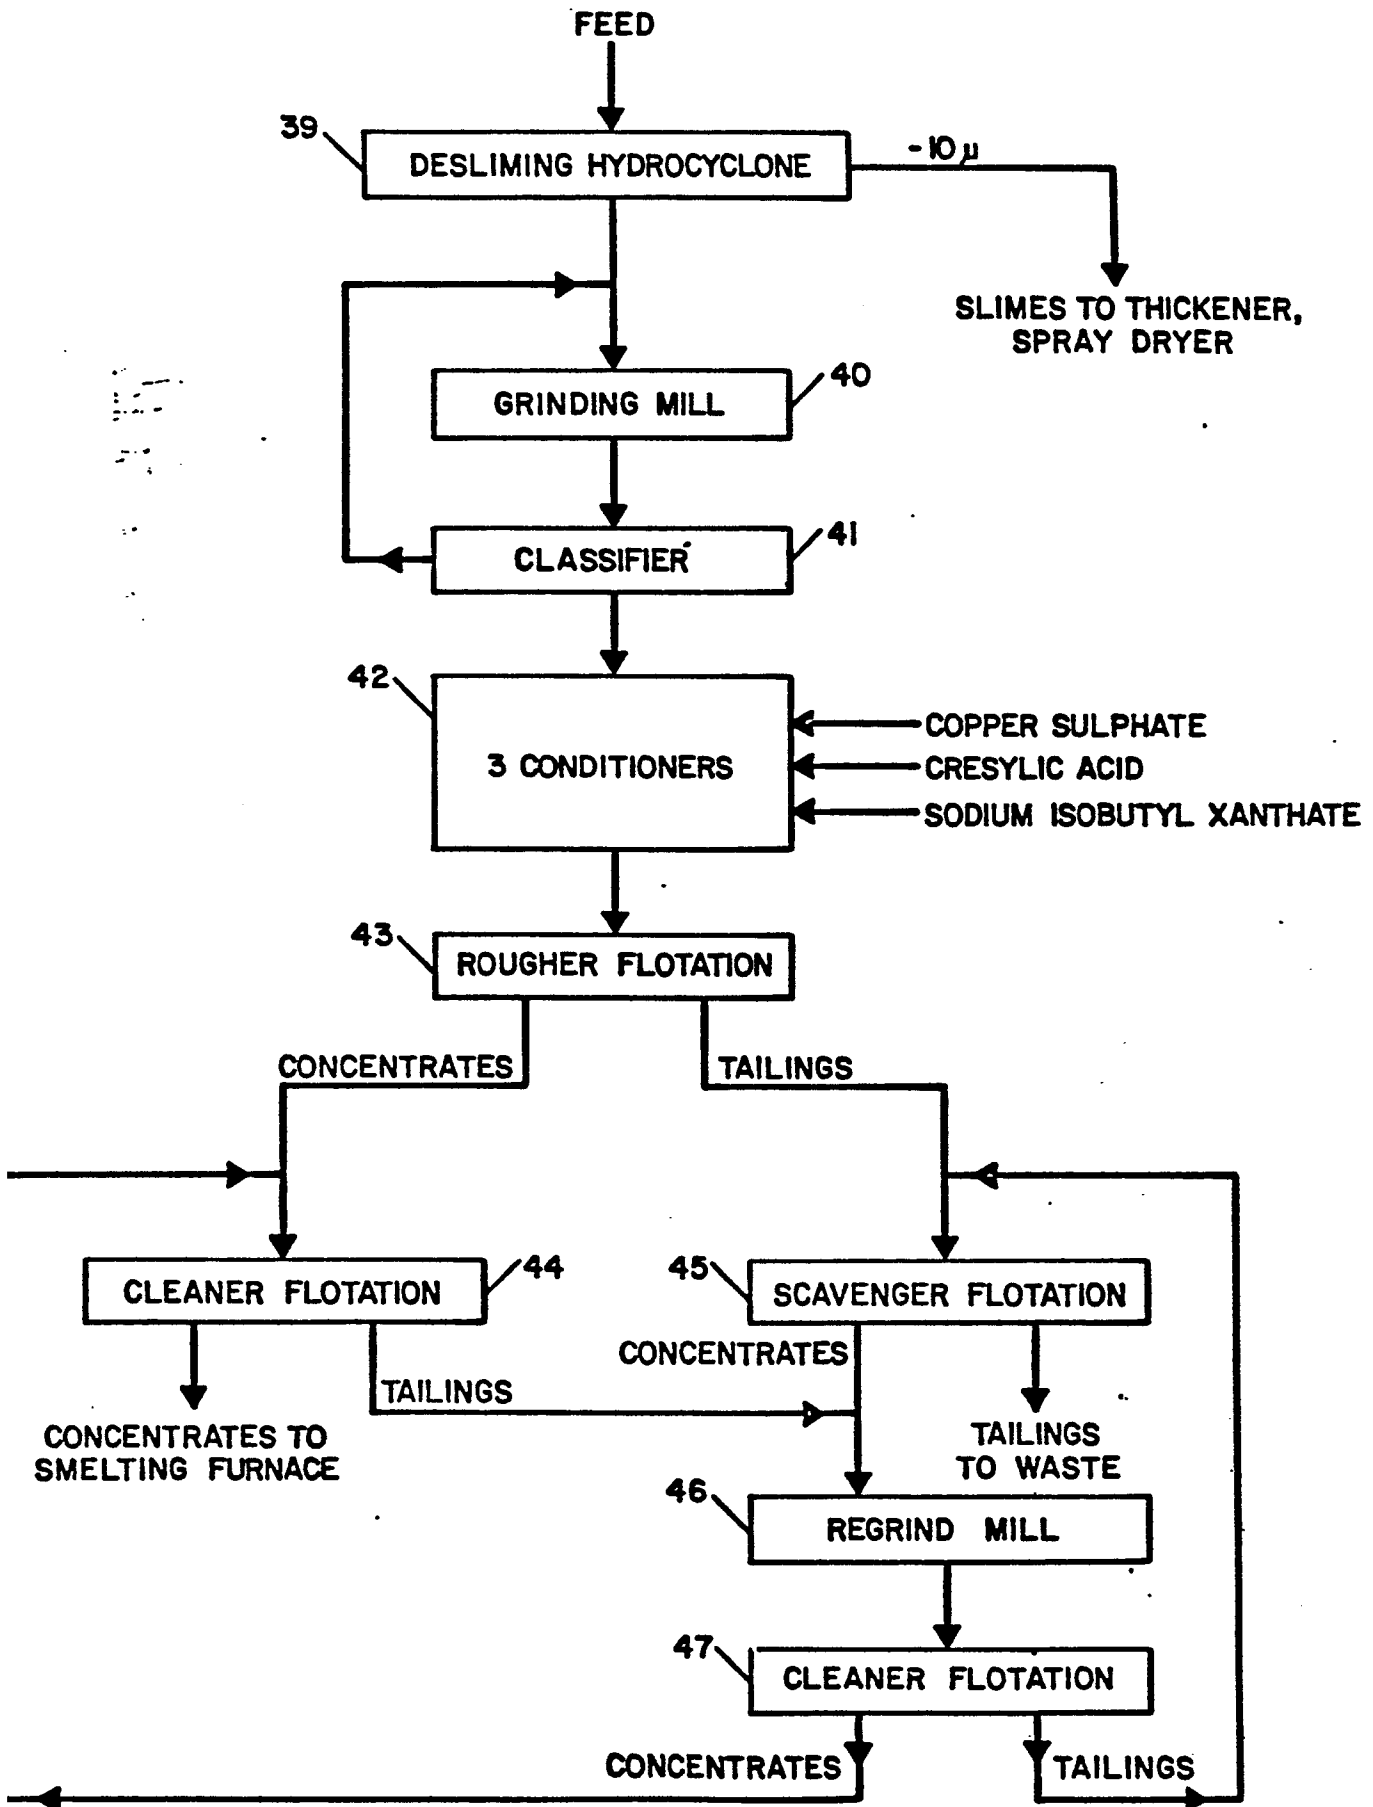 FEED
39
DESLIMING HYDROCYCLONE
-10 µ
SLIMES TO THICKENER,
SPRAY DRYER
40
GRINDING MILL
41
CLASSIFIER
42
3 CONDITIONERS
COPPER SULPHATE
CRESYLIC ACID
SODIUM ISOBUTYL XANTHATE
43
ROUGHER FLOTATION
CONCENTRATES
TAILINGS
CLEANER FLOTATION
44
45
SCAVENGER FLOTATION
CONCENTRATES
TAILINGS
CONCENTRATES TO
SMELTING FURNACE
TAILINGS
TO WASTE
46
REGRIND MILL
47
CLEANER FLOTATION
CONCENTRATES
TAILINGS